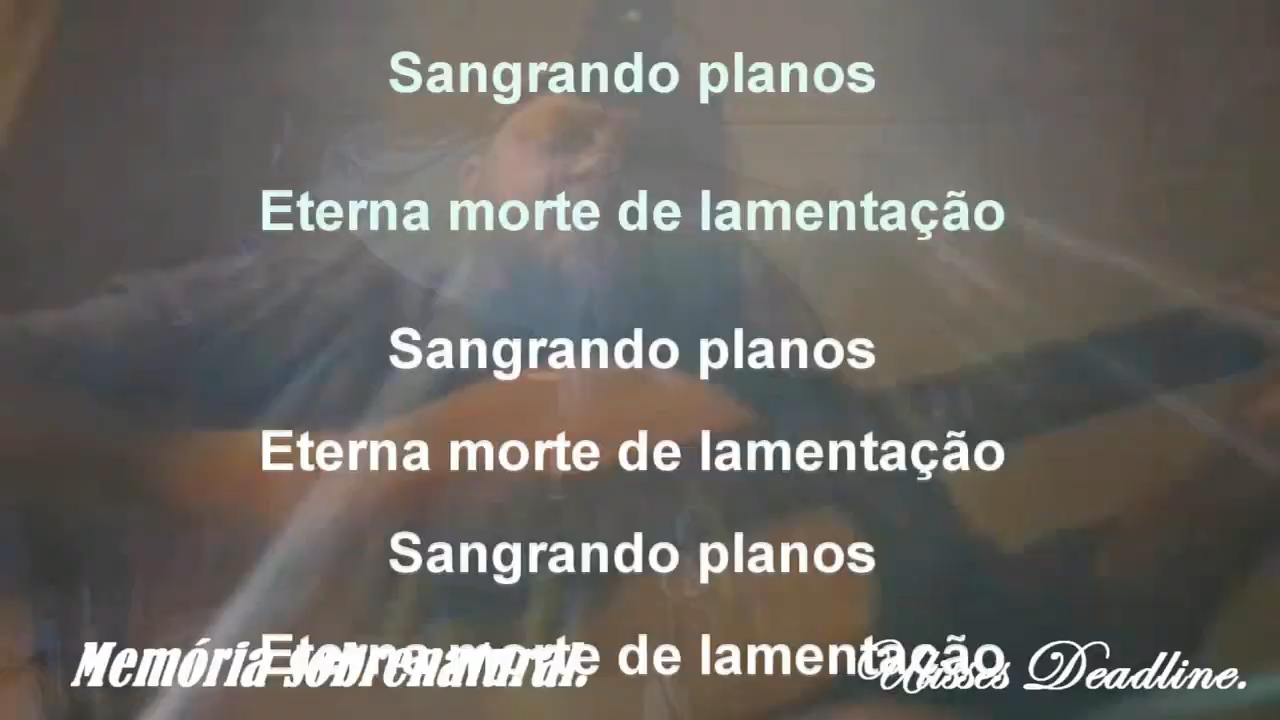 Sangrando planos
Eterna morte de lamentação
Sangrando planos
Eterna morte de lamentação
Sangrando planos
Eterna morte de lamentação
Memória sobrenatural.
Ulisses Deadline.